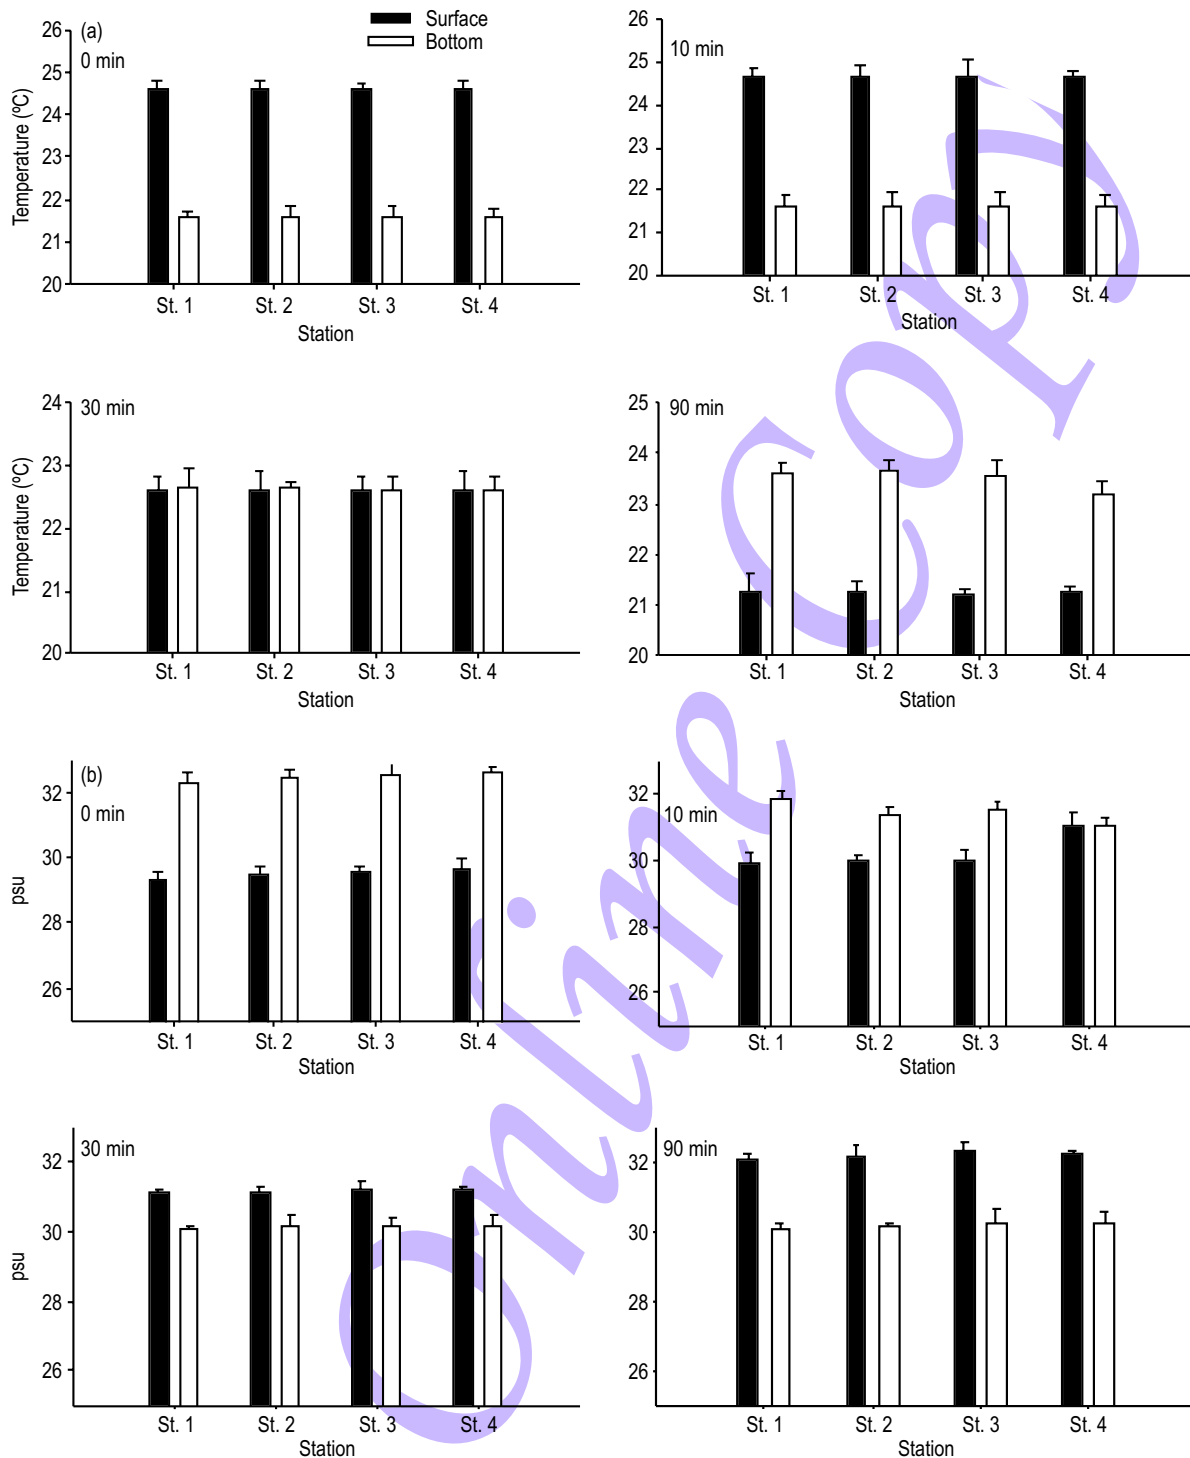 (a)
0 min
Surface
Bottom
Temperature (ºC)
26
25
24
23
22
21
20
St. 1 St. 2 St. 3 St. 4
Station
10 min
26
25
24
23
22
21
20
St. 1 St. 2 St. 3 St. 4
Station
30 min
Temperature (ºC)
24
23
22
21
20
St. 1 St. 2 St. 3 St. 4
Station
90 min
25
24
23
22
21
20
St. 1 St. 2 St. 3 St. 4
Station
(b)
0 min
psu
32
30
28
26
St. 1 St. 2 St. 3 St. 4
Station
10 min
32
30
28
26
St. 1 St. 2 St. 3 St. 4
Station
30 min
psu
32
30
28
26
St. 1 St. 2 St. 3 St. 4
Station
90 min
32
30
28
26
St. 1 St. 2 St. 3 St. 4
Station
Online Copy